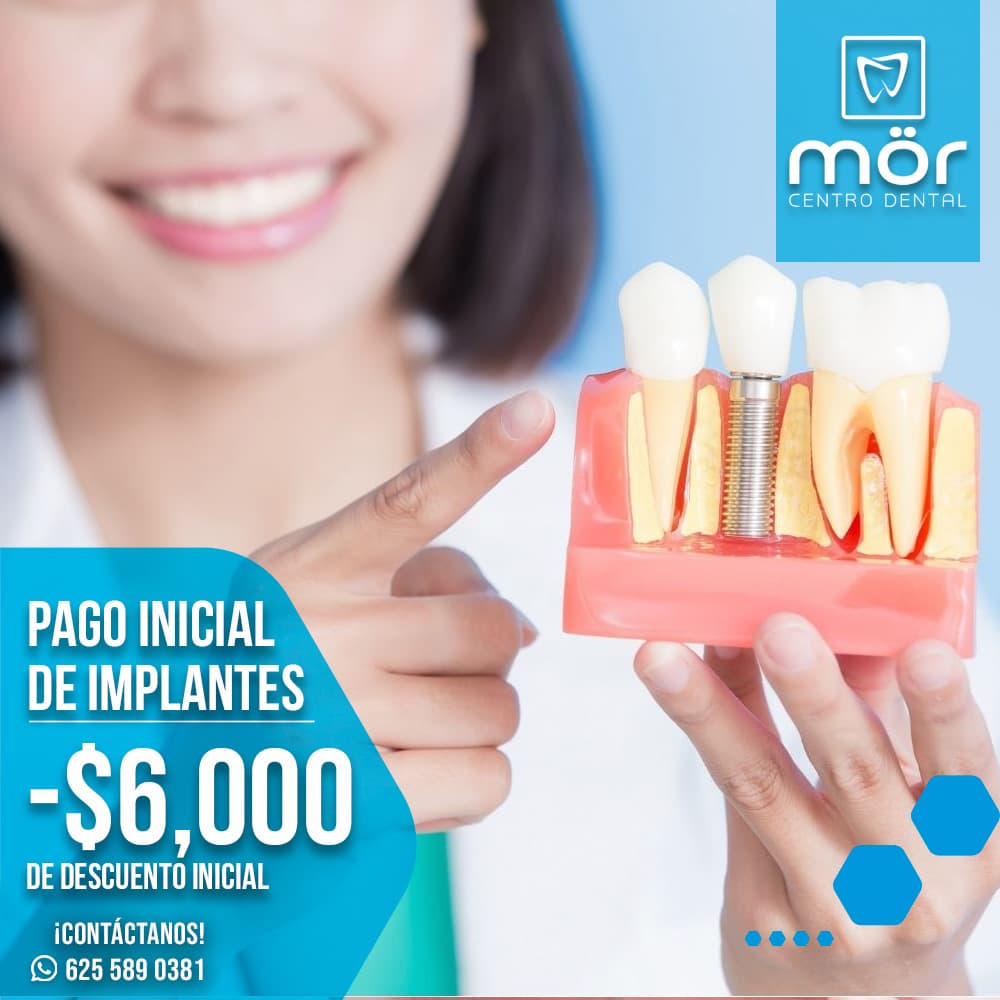 mör
CENTRO DENTAL
PAGO INICIAL
DE IMPLANTES
-$6,000
DE DESCUENTO INICIAL
¡CONTÁCTANOS!
625 589 0381